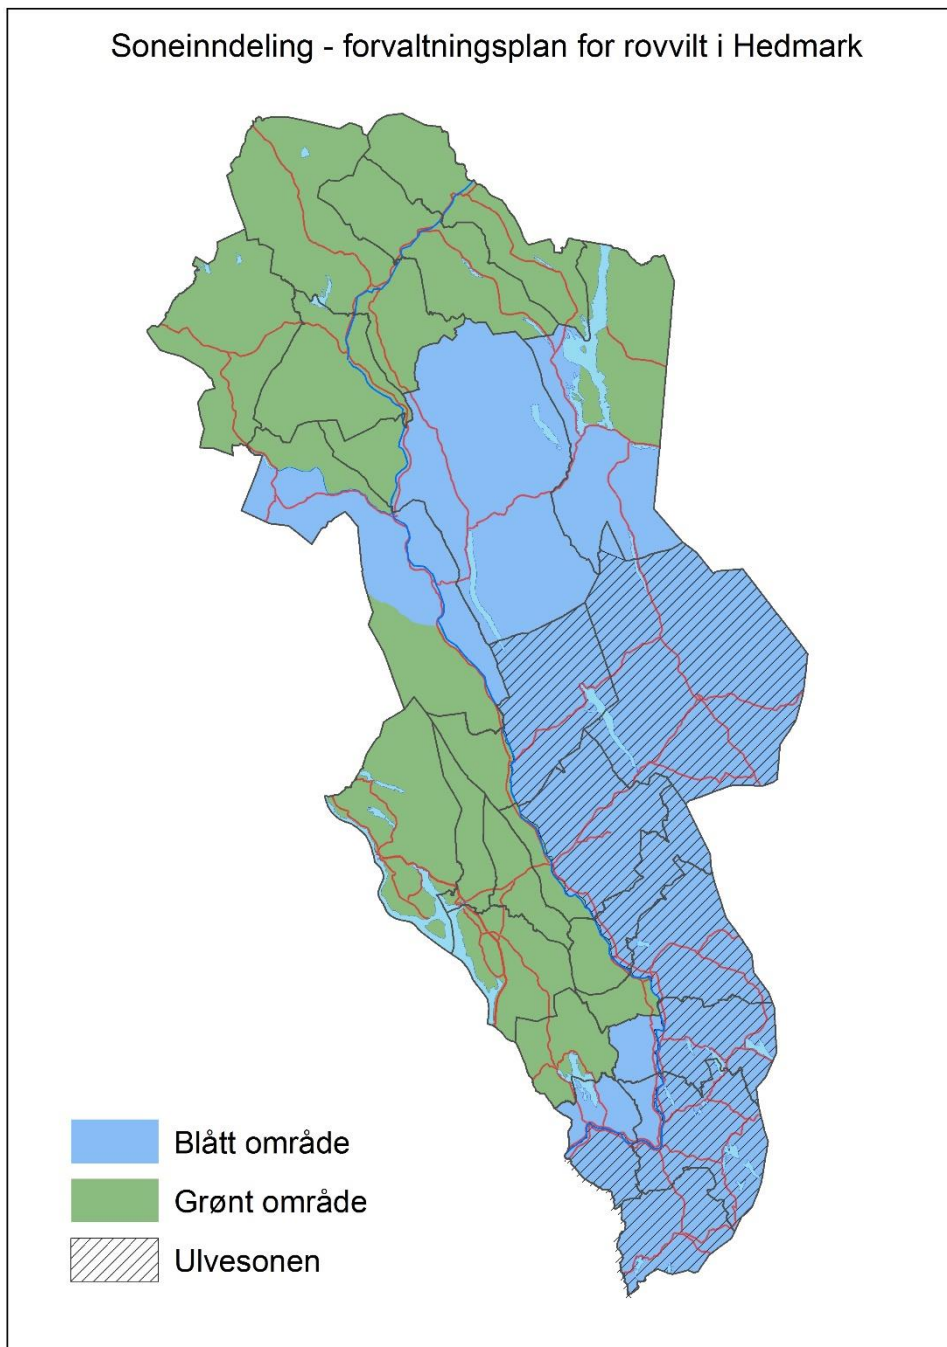 Soneinndeling - forvaltningsplan for rovvilt i Hedmark
Blått område
Grønt område
Ulvesonen